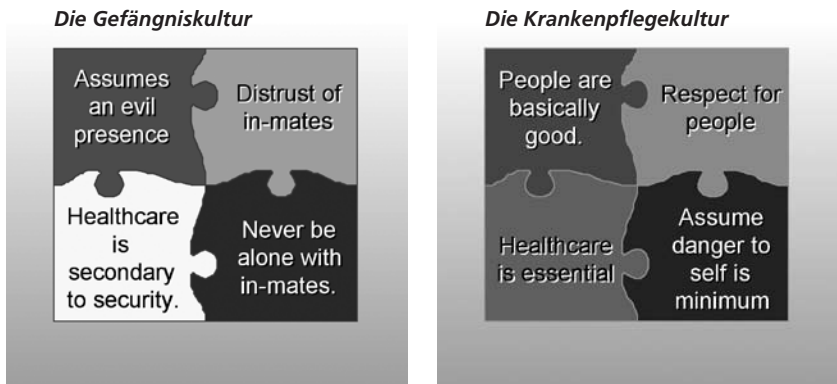 Die Gefängniskultur
Assumes
an evil
presence
Distrust of
in-mates
Healthcare
is
secondary
to security.
Never be
alone with
in-mates.
Die Krankenpflegekultur
People are
basically
good.
Respect for
people
Healthcare
is essential
Assume
danger to
self is
minimum